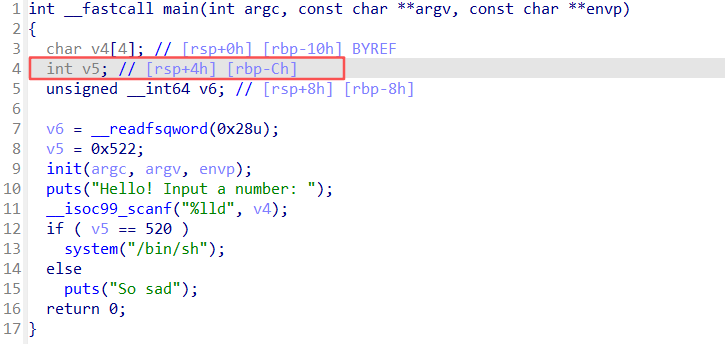 1 int __fastcall main(int argc, const char **argv, const char **envp)
2 {
3   char v4[4]; // [rsp+0h] [rbp-10h] BYREF
4   int v5; // [rsp+4h] [rbp-Ch]
5   unsigned __int64 v6; // [rsp+8h] [rbp-8h]
6
7   v6 = __readfsqword(0x28u);
8   v5 = 0x522;
9   init(argc, argv, envp);
10   puts("Hello! Input a number: ");
11   __isoc99_scanf("%lld", v4);
12   if ( v5 == 520 )
13     system("/bin/sh");
14   else
15     puts("So sad");
16   return 0;
17 }